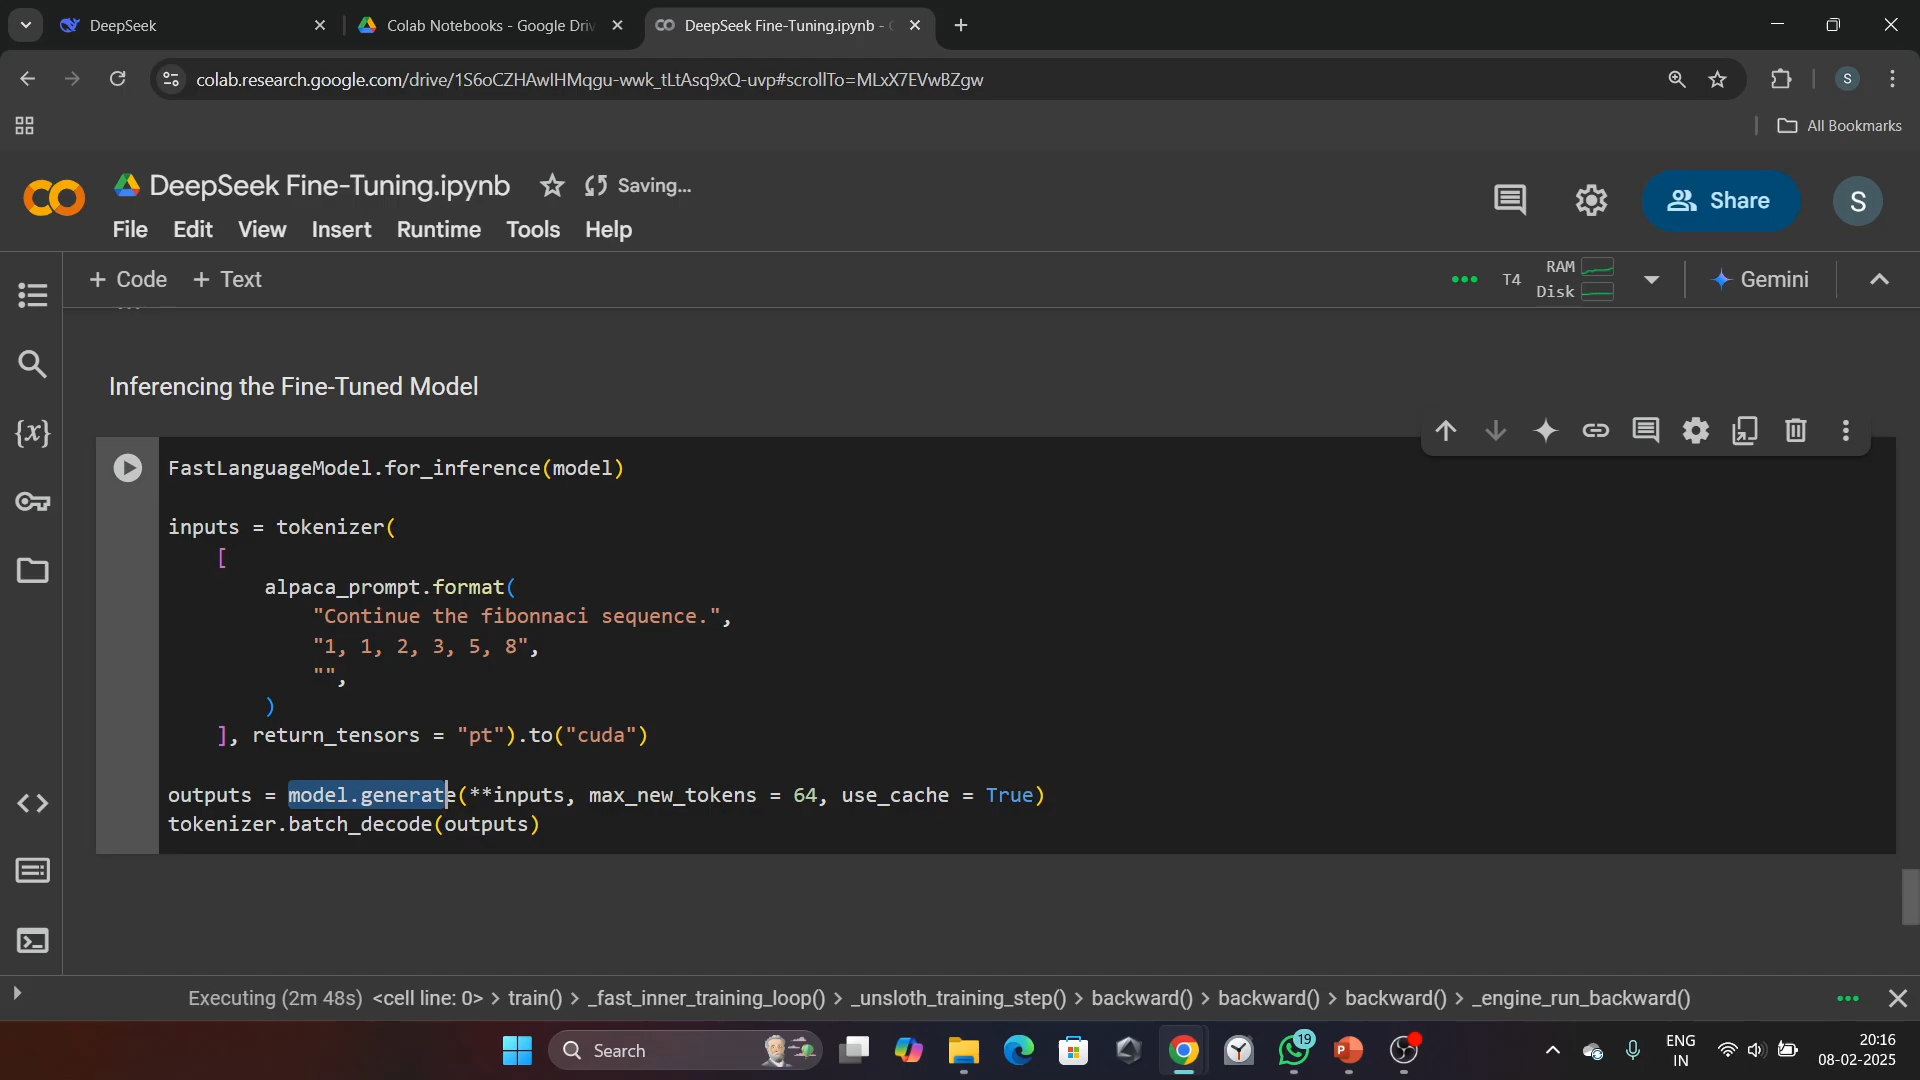 DeepSeek
Colab Notebooks - Google Driv
DeepSeek Fine-Tuning.ipynb -
colab.research.google.com/drive/1S6oCZHAwIHMqgu-wwk_tLtAsq9xQ-uvp#scrollTo=MLxX7EVwBZgw
S
All Bookmarks
DeepSeek Fine-Tuning.ipynb
Saving...
Share
S
File Edit View Insert Runtime Tools Help
+ Code + Text
T4
RAM
Disk
Gemini
Inferencing the Fine-Tuned Model
FastLanguageModel.for_inference(model)
inputs = tokenizer(
[
alpaca_prompt.format(
"Continue the fibonnaci sequence.",
"1, 1, 2, 3, 5, 8",
"",
)
], return_tensors = "pt").to("cuda")
outputs = model.generate(**inputs, max_new_tokens = 64, use_cache = True)
tokenizer.batch_decode(outputs)
Executing (2m 48s) <cell line: 0> > train() > _fast_inner_training_loop() > _unsloth_training_step() > backward() > backward() > backward() > _engine_run_backward()
Search
19
ENG
IN
20:16
08-02-2025